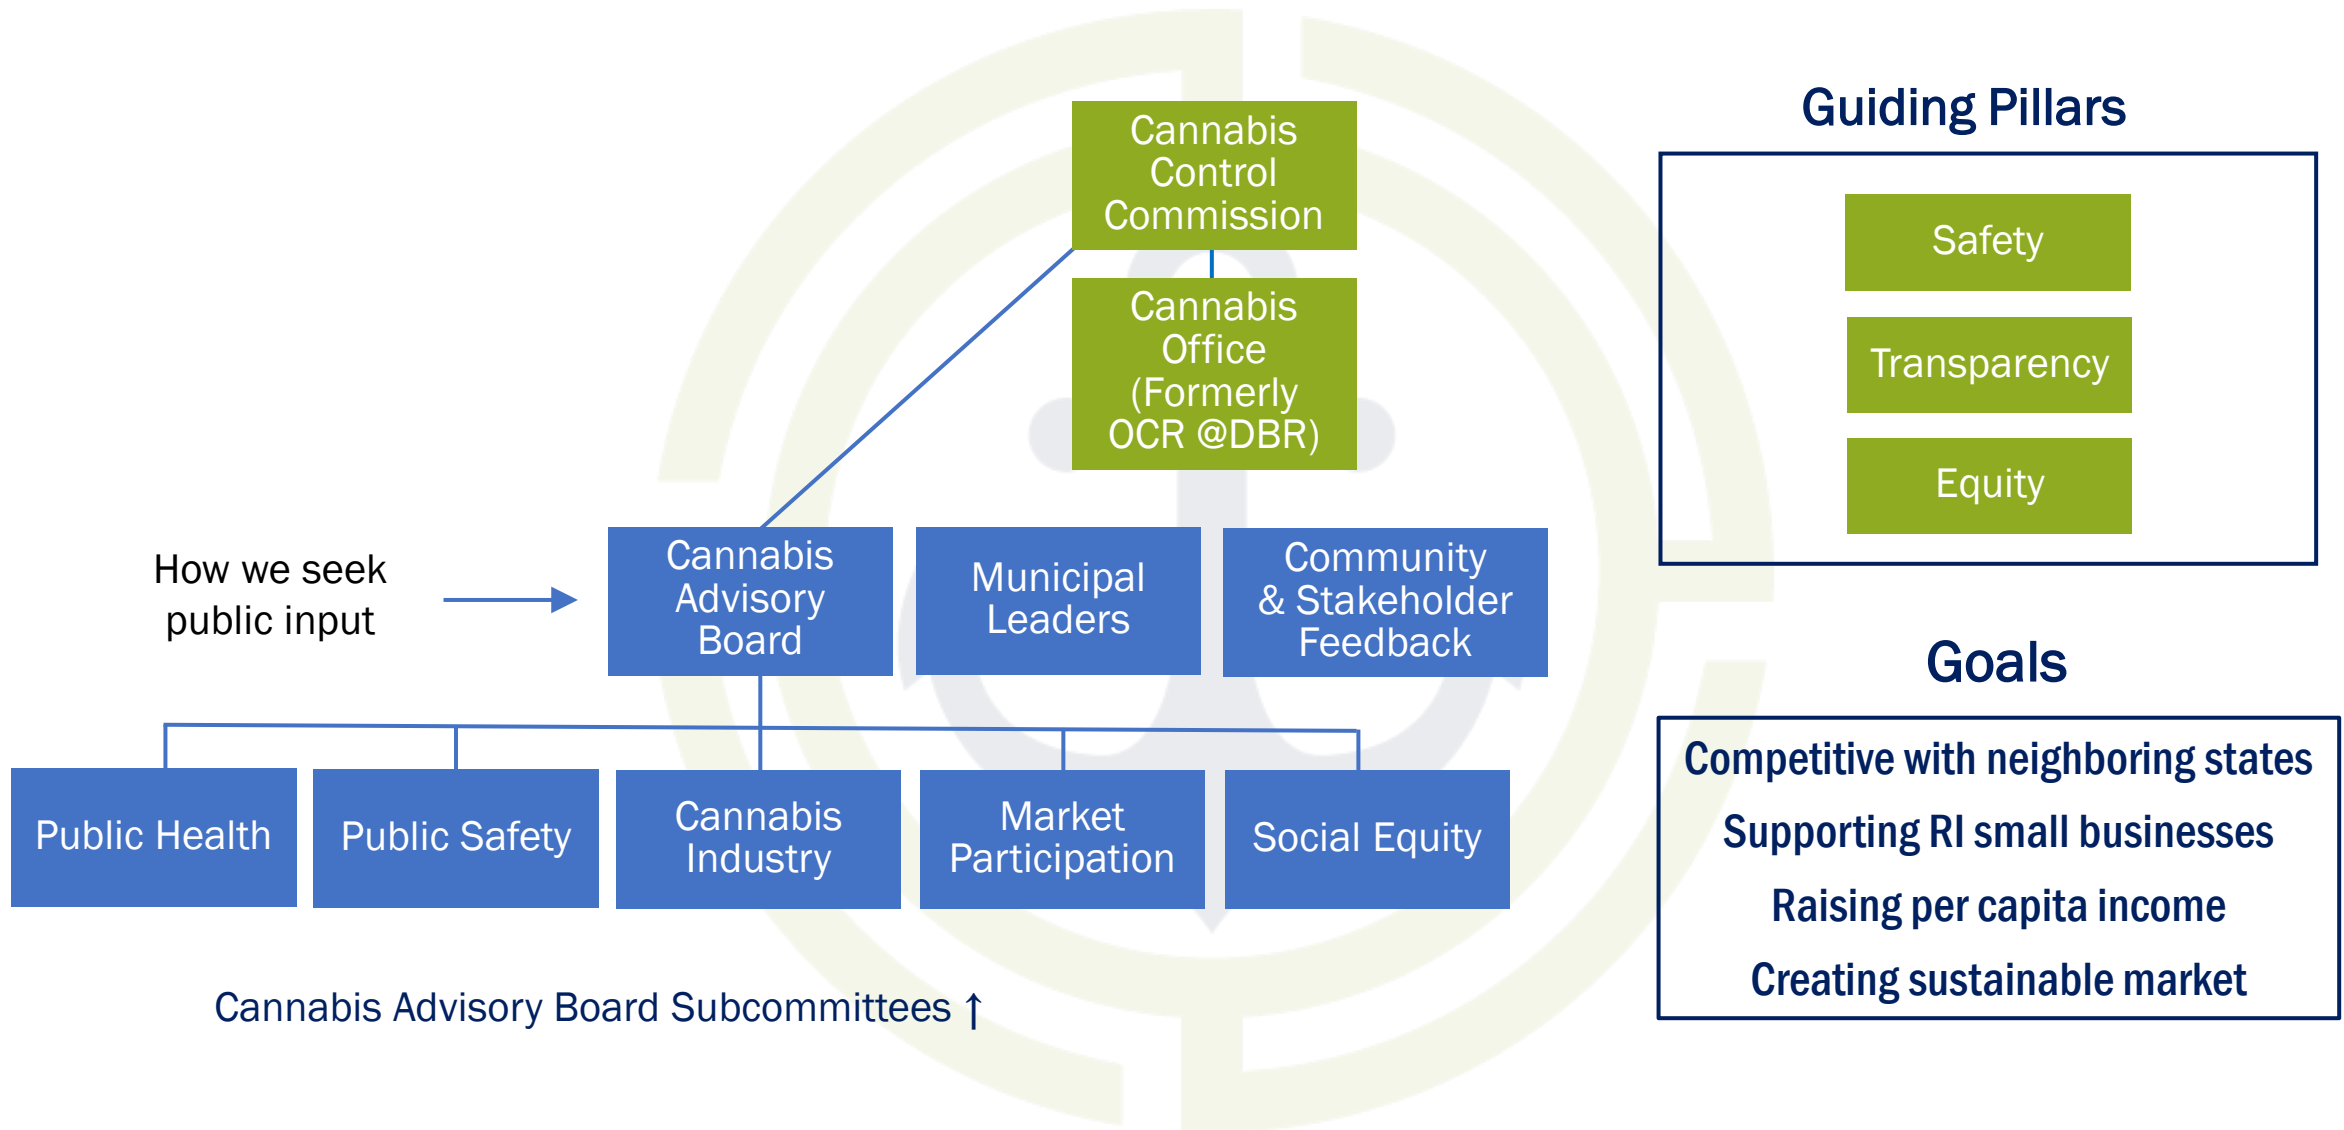 Cannabis
Control
Commission
Cannabis
Office
(Formerly
OCR @DBR)
How we seek
public input
Cannabis
Advisory
Board
Municipal
Leaders
Community
& Stakeholder
Feedback
Public Health
Public Safety
Cannabis
Industry
Market
Participation
Social Equity
Cannabis Advisory Board Subcommittees ↑
Guiding Pillars
Safety
Transparency
Equity
Goals
Competitive with neighboring states
Supporting RI small businesses
Raising per capita income
Creating sustainable market